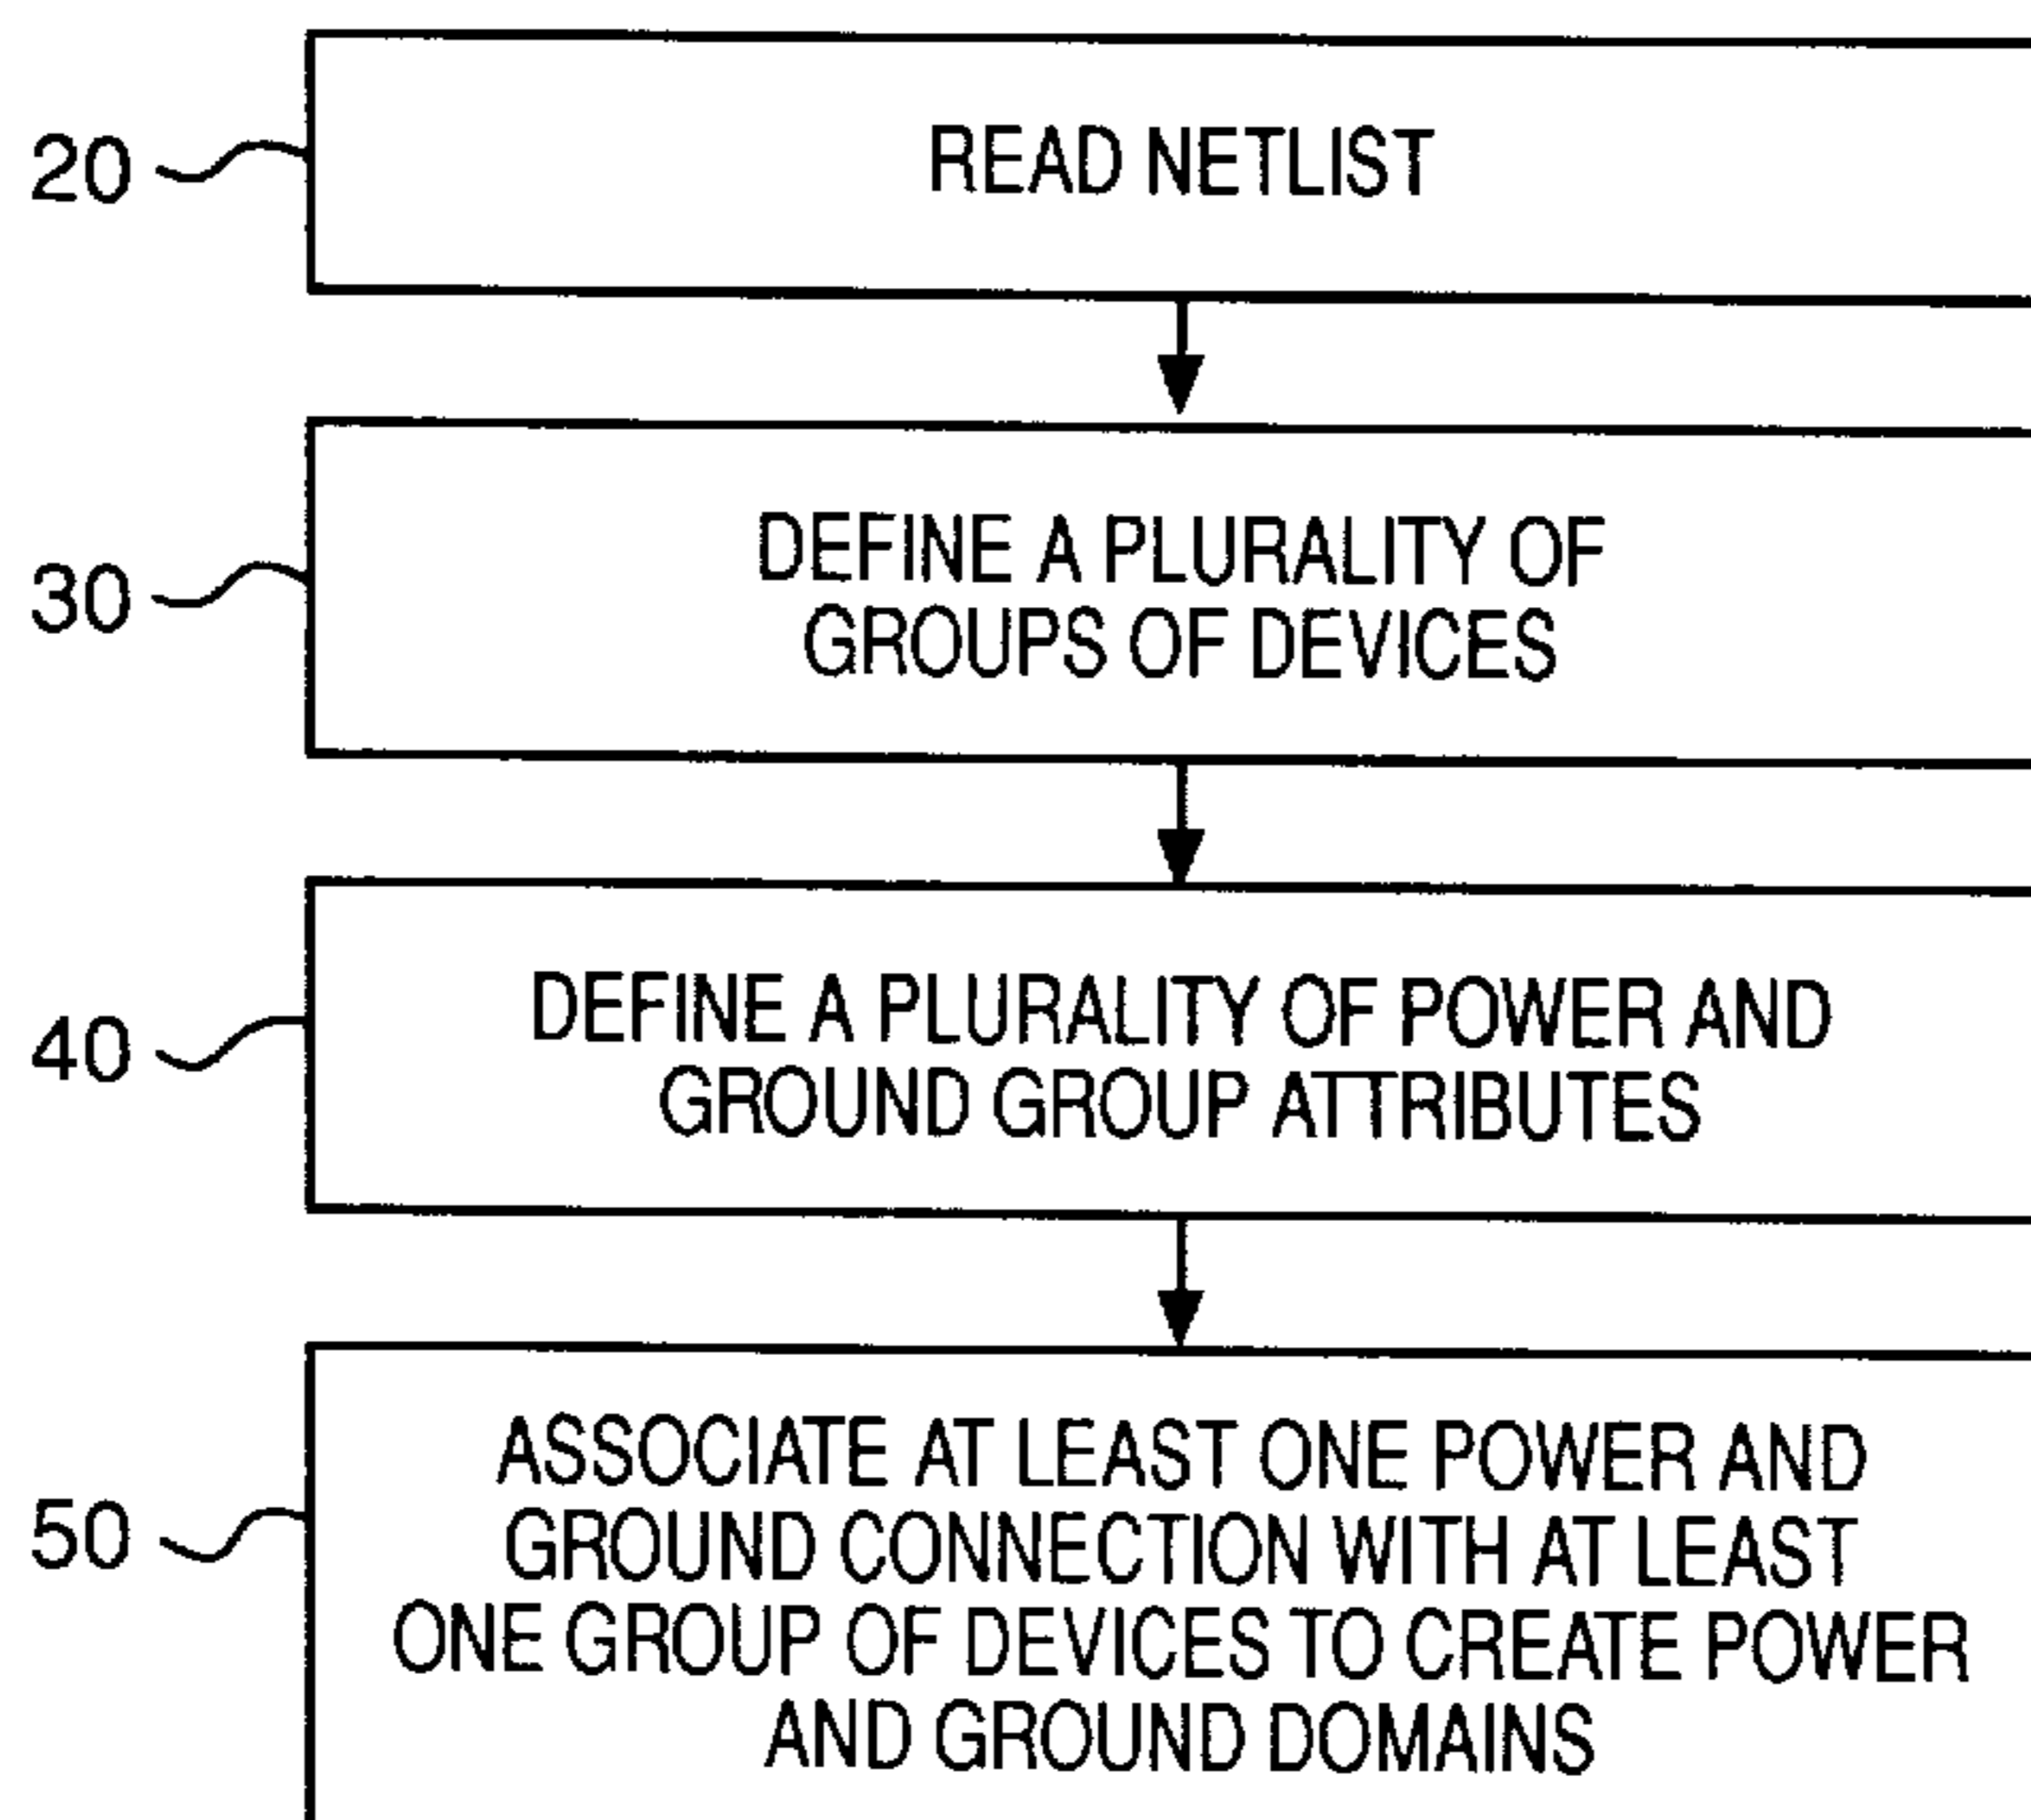 20
READ NETLIST
30
DEFINE A PLURALITY OF
GROUPS OF DEVICES
40
DEFINE A PLURALITY OF POWER AND
GROUND GROUP ATTRIBUTES
50
ASSOCIATE AT LEAST ONE POWER AND
GROUND CONNECTION WITH AT LEAST
ONE GROUP OF DEVICES TO CREATE POWER
AND GROUND DOMAINS